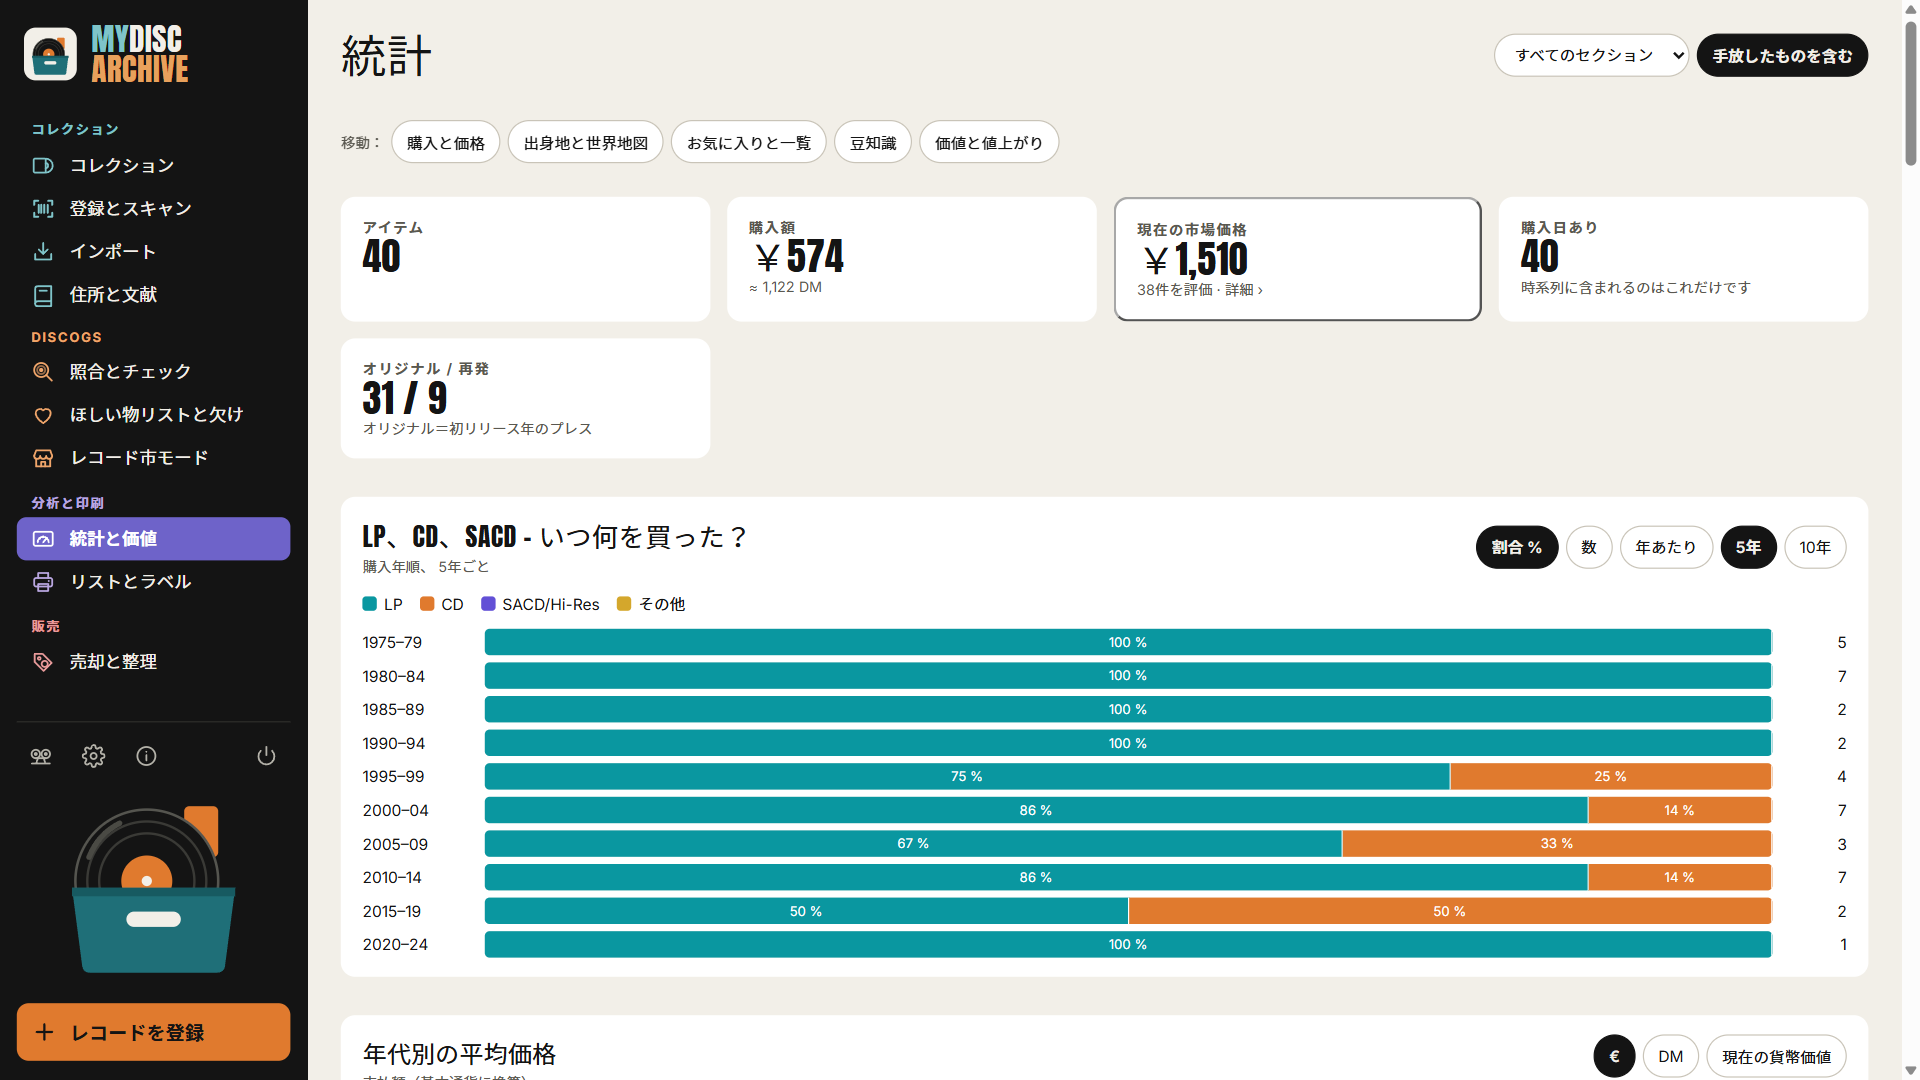 MYDISC
ARCHIVE
コレクション
コレクション
登録とスキャン
インポート
住所と文献
DISCOGS
照合とチェック
ほしい物リストと欠け
レコード市モード
分析と印刷
統計と価値
リストとラベル
販売
売却と整理
レコードを登録
統計
すべてのセクション
手放したものを含む
移動：
購入と価格
出身地と世界地図
お気に入りと一覧
豆知識
価値と値上がり
アイテム
40
購入額
￥574
≈ 1,122 DM
現在の市場価格
￥1,510
38件を評価 · 詳細 ›
購入日あり
40
時系列に含まれるのはこれだけです
オリジナル / 再発
31 / 9
オリジナル＝初リリース年のプレス
LP、CD、SACD - いつ何を買った？
購入年順、 5年ごと
割合 %
数
年あたり
5年
10年
LP
CD
SACD/Hi-Res
その他
1975–79 100 % 5
1980–84 100 % 7
1985–89 100 % 2
1990–94 100 % 2
1995–99 75 % 25 % 4
2000–04 86 % 14 % 7
2005–09 67 % 33 % 3
2010–14 86 % 14 % 7
2015–19 50 % 50 % 2
2020–24 100 % 1
年代別の平均価格
€
DM
現在の貨幣価値